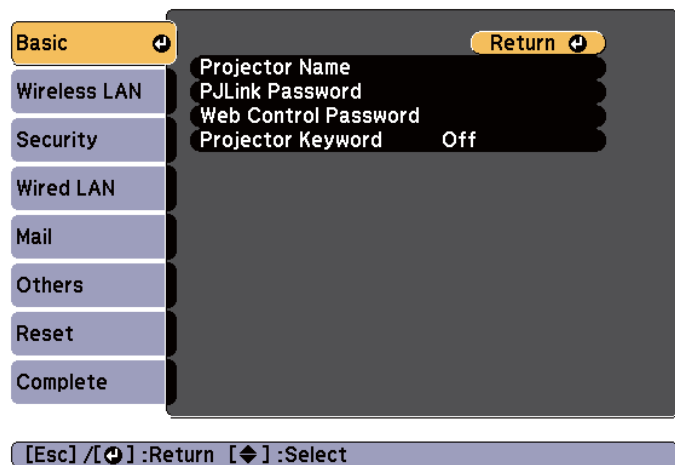 Basic
Wireless LAN
Security
Wired LAN
Mail
Others
Reset
Complete
Return
Projector Name
PJLink Password
Web Control Password
Projector Keyword Off
[Esc] /[ ] :Return [ ] :Select